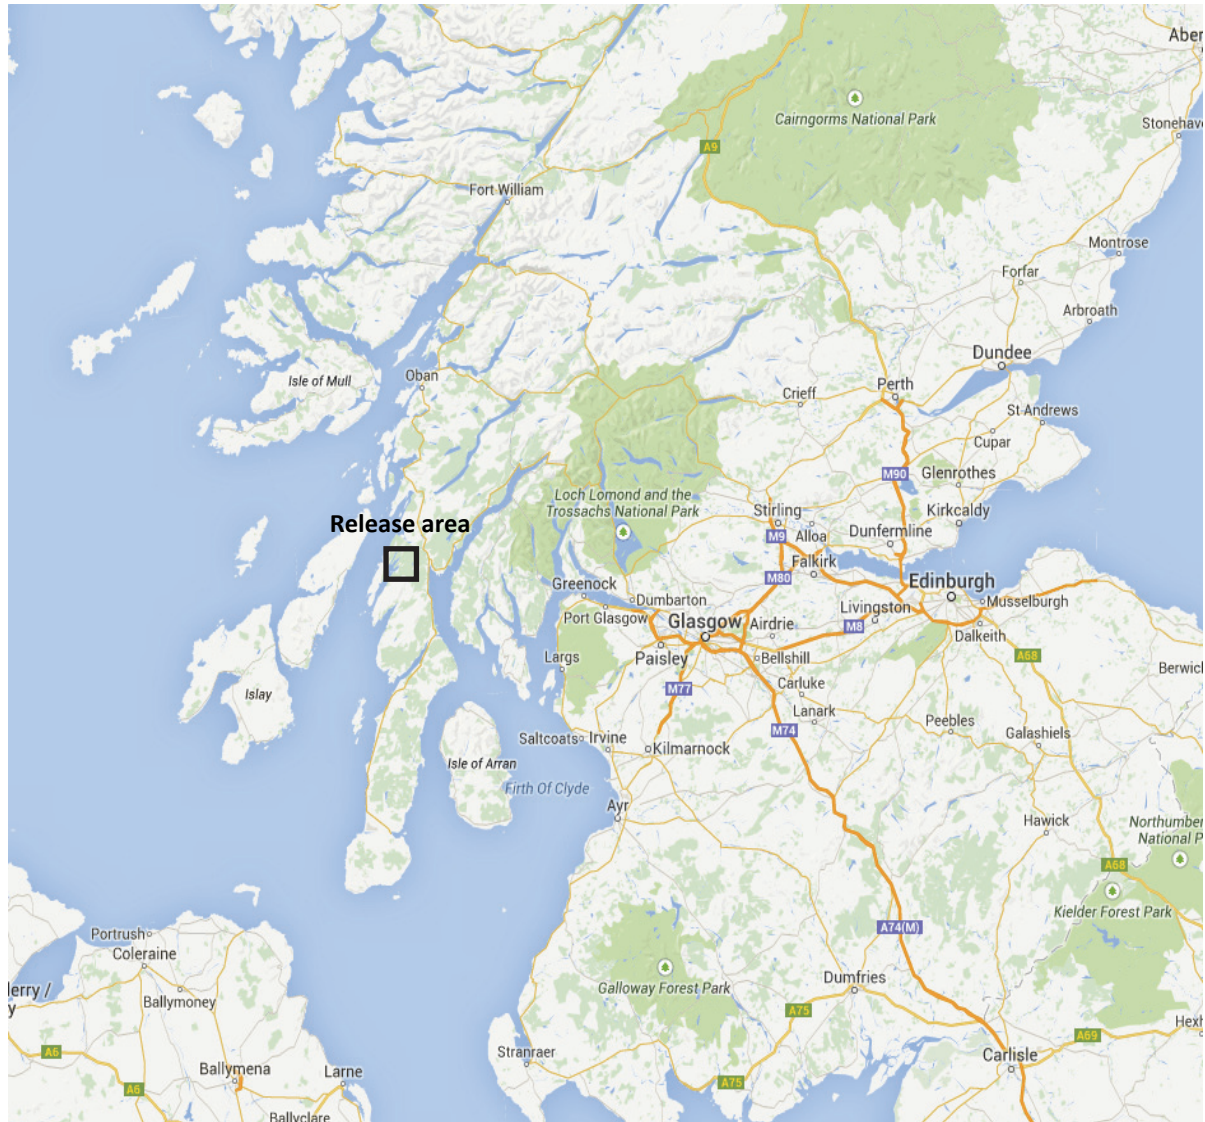 Aber
Cairngorms National Park
Stonehav
A9
Fort William
Montrose
Forfar
Arbroath
Dundee
Isle of Mull
Oban
Crieff
Perth
St Andrews
Cupar
M90
Glenrothes
Loch Lomond and the
Trossachs National Park
Stirling
Kirkcaldy
Release area
M9
Alloa
Dunfermline
Falkirk
M80
Greenock
Edinburgh
Dumbarton
Musselburgh
Port Glasgow
Glasgow
Airdrie
Livingston
M8
Dalkeith
Largs
Paisley
Bellshill
A68
Berwick
Islay
M77
Carluke
Lanark
Peebles
M74
Galashiels
Saltcoats
Irvine
Kilmarnock
Isle of Arran
Firth Of Clyde
Ayr
Hawick
Northumber
National P
A68
Kielder Forest Park
Portrush
A74(M)
Coleraine
lerry /
y
Ballymoney
Galloway Forest Park
Dumfries
A75
Hexh
A6
A69
Stranraer
Carlisle
Ballymena
Larne
A75
A6
Ballyclare